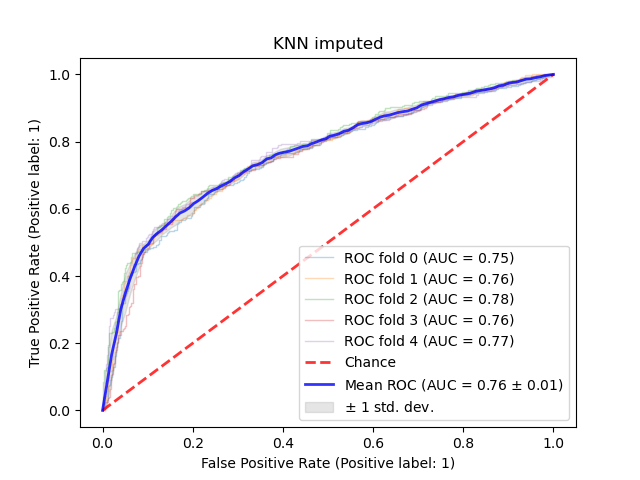 KNN imputed
1.0
0.8
0.6
0.4
0.2
0.0
True Positive Rate (Positive label: 1)
ROC fold 0 (AUC = 0.75)
ROC fold 1 (AUC = 0.76)
ROC fold 2 (AUC = 0.78)
ROC fold 3 (AUC = 0.76)
ROC fold 4 (AUC = 0.77)
Chance
Mean ROC (AUC = 0.76 ± 0.01)
± 1 std. dev.
0.0 0.2 0.4 0.6 0.8 1.0
False Positive Rate (Positive label: 1)